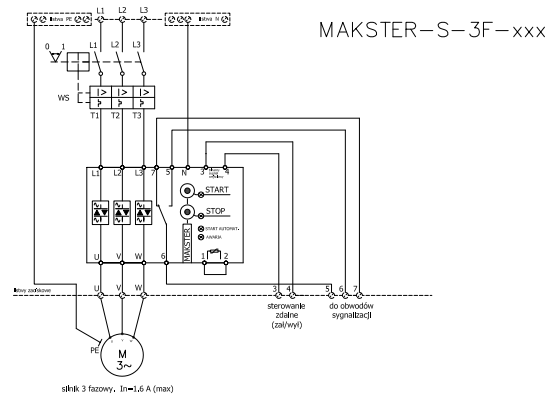 MAKSTER-S-3F-xxx
listwa PE L1 L2 L3 listwa N
0 1 L1 L2 L3
I> I> I>
WS
T1 T2 T3
L1 L2 L3 7 5 N 3 4
START
STOP
START AUTOMAT.
AWARIA
MAKSTER
U V W 6 1 2
listwy zaciskowe
U V W 3 4 5 6 7
sterowanie
zdalne
(zał/wył)
do obwodów
sygnalizacji
PE
M
3~
silnik 3 fazowy. In=1.6 A (max)